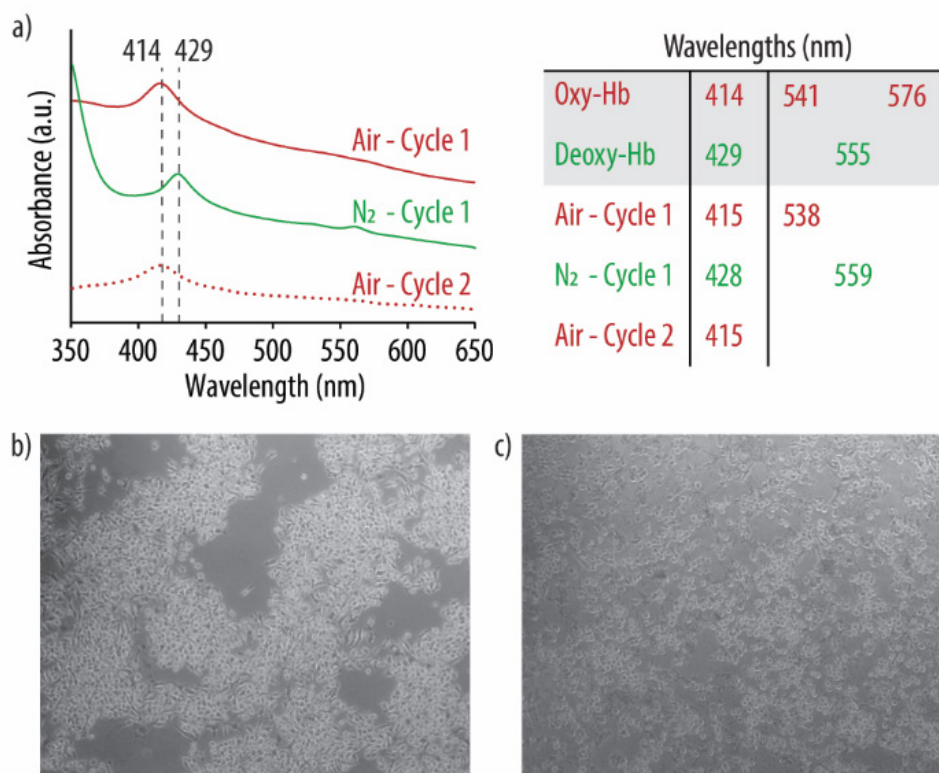 a)
414 429
Absorbance (a.u.)
Air - Cycle 1
N₂ - Cycle 1
Air - Cycle 2
350 400 450 500 550 600 650
Wavelength (nm)
Wavelengths (nm)
Oxy-Hb 414 541 576
Deoxy-Hb 429 555
Air - Cycle 1 415 538
N₂ - Cycle 1 428 559
Air - Cycle 2 415
b) c)